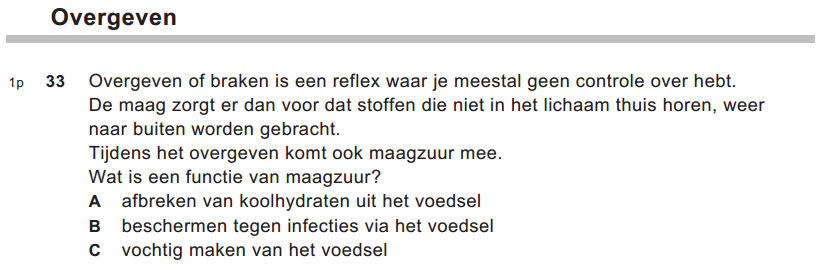 Overgeven
1p 33 Overgeven of braken is een reflex waar je meestal geen controle over hebt.
De maag zorgt er dan voor dat stoffen die niet in het lichaam thuis horen, weer
naar buiten worden gebracht.
Tijdens het overgeven komt ook maagzuur mee.
Wat is een functie van maagzuur?
A afbreken van koolhydraten uit het voedsel
B beschermen tegen infecties via het voedsel
C vochtig maken van het voedsel